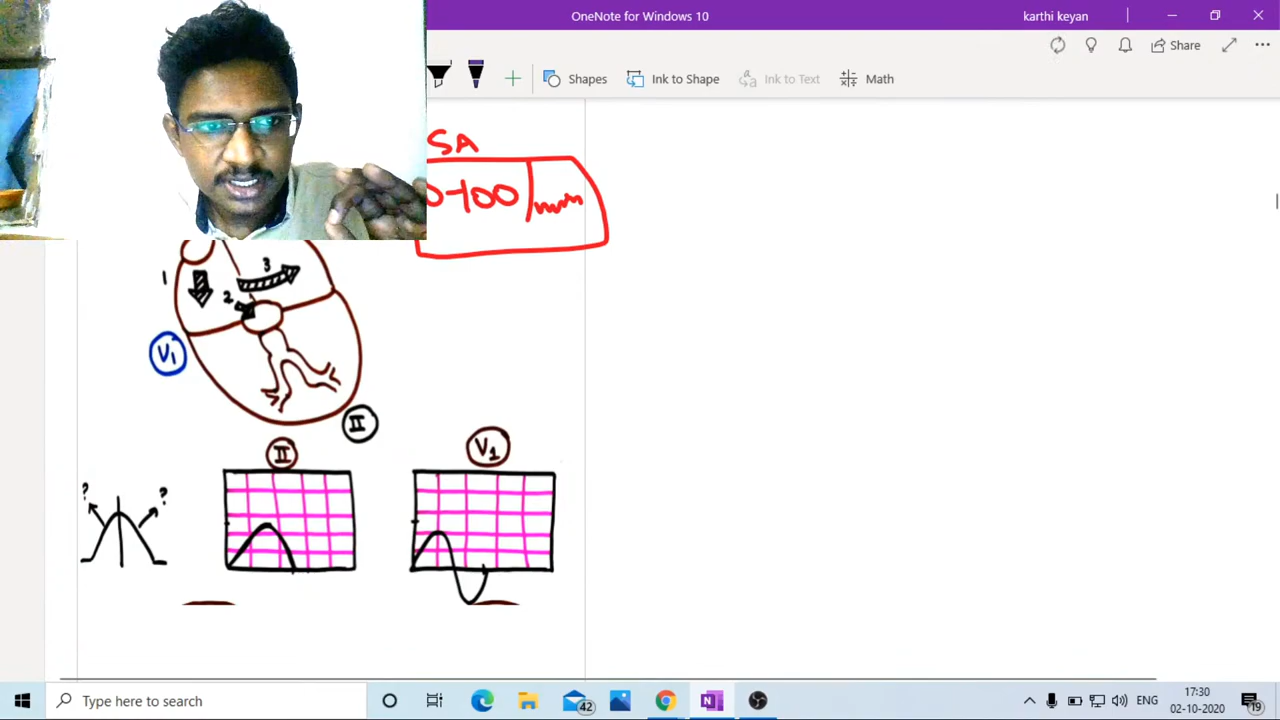 OneNote for Windows 10
karthi keyan
Share
Shapes
Ink to Shape
Ink to Text
Math
SA
0-100/min
1
3
2
V1
II
II
V1
?
?
Type here to search
42
ENG
17:30
02-10-2020
19